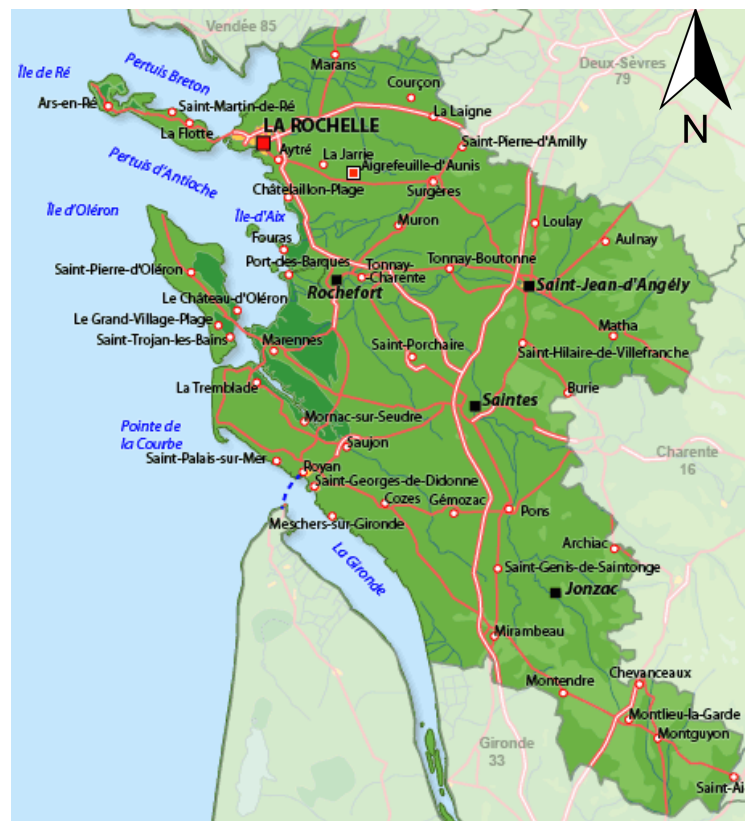 Vendée 85
Marans
Deux-Sèvres
79
N
Île de Ré
Pertuis Breton
Courçon
Ars-en-Ré
Saint-Martin-de-Ré
La Laigne
La Flotte
LA ROCHELLE
Saint-Pierre-d'Amilly
Aytré
La Jarrie
Aigrefeuille-d'Aunis
Pertuis d'Antioche
Châtelaillon-Plage
Surgères
Île d'Oléron
Île-d'Aix
Muron
Loulay
Aulnay
Fouras
Saint-Pierre-d'Oléron
Port-des-Barques
Tonnay-
Charente
Tonnay-Boutonne
Rochefort
Saint-Jean-d'Angély
Le Château-d'Oléron
Le Grand-Village-Plage
Saint-Trojan-les-Bains
Marennes
Saint-Porchaire
Matha
Saint-Hilaire-de-Villefranche
La Tremblade
Burie
Saintes
Mornac-sur-Seudre
Pointe de
la Courbe
Saujon
Charente
16
Saint-Palais-sur-Mer
Royan
Saint-Georges-de-Didonne
Cozes
Gémozac
Pons
Meschers-sur-Gironde
Archiac
La Gironde
Saint-Genis-de-Saintonge
Jonzac
Mirambeau
Chevanceaux
Montendre
Montlieu-la-Garde
Montguyon
Gironde
33
Saint-Ai